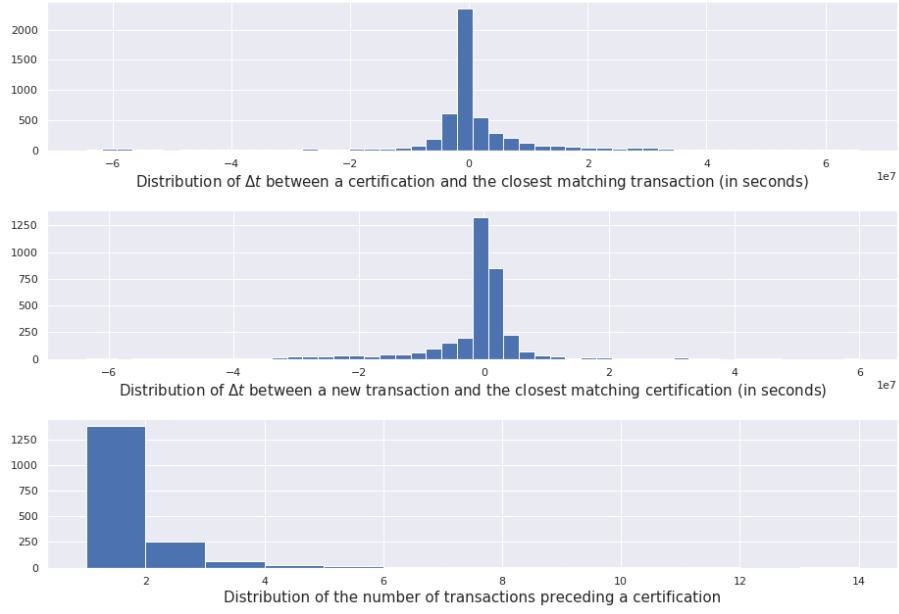 2000
1500
1000
500
0
−6 −4 −2 0 2 4 6
1e7
Distribution of Δt between a certification and the closest matching transaction (in seconds)
1250
1000
750
500
250
0
−6 −4 −2 0 2 4 6
1e7
Distribution of Δt between a new transaction and the closest matching certification (in seconds)
1250
1000
750
500
250
0
2 4 6 8 10 12 14
Distribution of the number of transactions preceding a certification